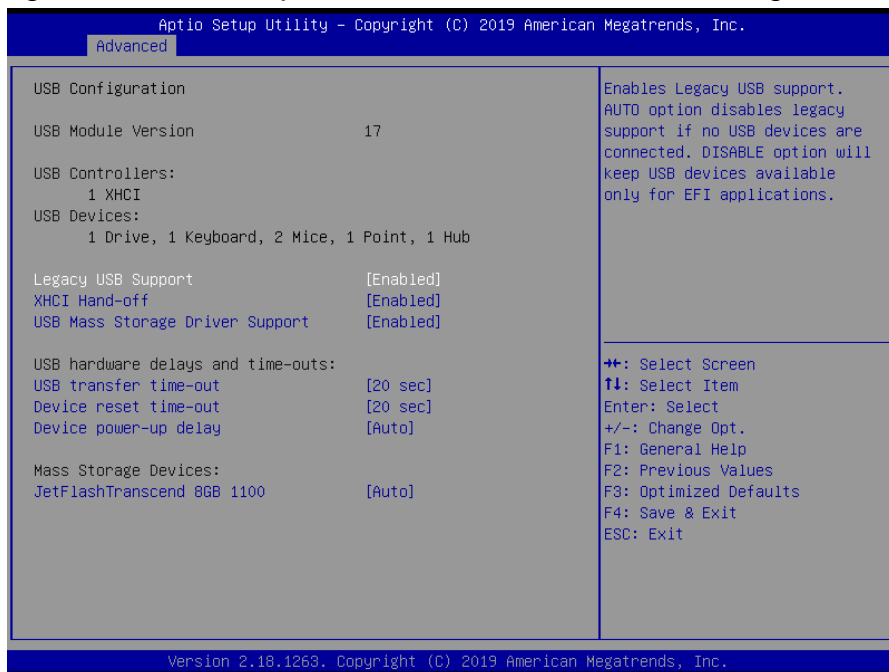 Aptio Setup Utility – Copyright (C) 2019 American Megatrends, Inc.
Advanced
USB Configuration
USB Module Version 17
USB Controllers:
1 XHCI
USB Devices:
1 Drive, 1 Keyboard, 2 Mice, 1 Point, 1 Hub
Legacy USB Support [Enabled]
XHCI Hand-off [Enabled]
USB Mass Storage Driver Support [Enabled]
USB hardware delays and time-outs:
USB transfer time-out [20 sec]
Device reset time-out [20 sec]
Device power-up delay [Auto]
Mass Storage Devices:
JetFlashTranscend 8GB 1100 [Auto]
Enables Legacy USB support.
AUTO option disables legacy
support if no USB devices are
connected. DISABLE option will
keep USB devices available
only for EFI applications.
→←: Select Screen
↑↓: Select Item
Enter: Select
+/-: Change Opt.
F1: General Help
F2: Previous Values
F3: Optimized Defaults
F4: Save & Exit
ESC: Exit
Version 2.18.1263. Copyright (C) 2019 American Megatrends, Inc.